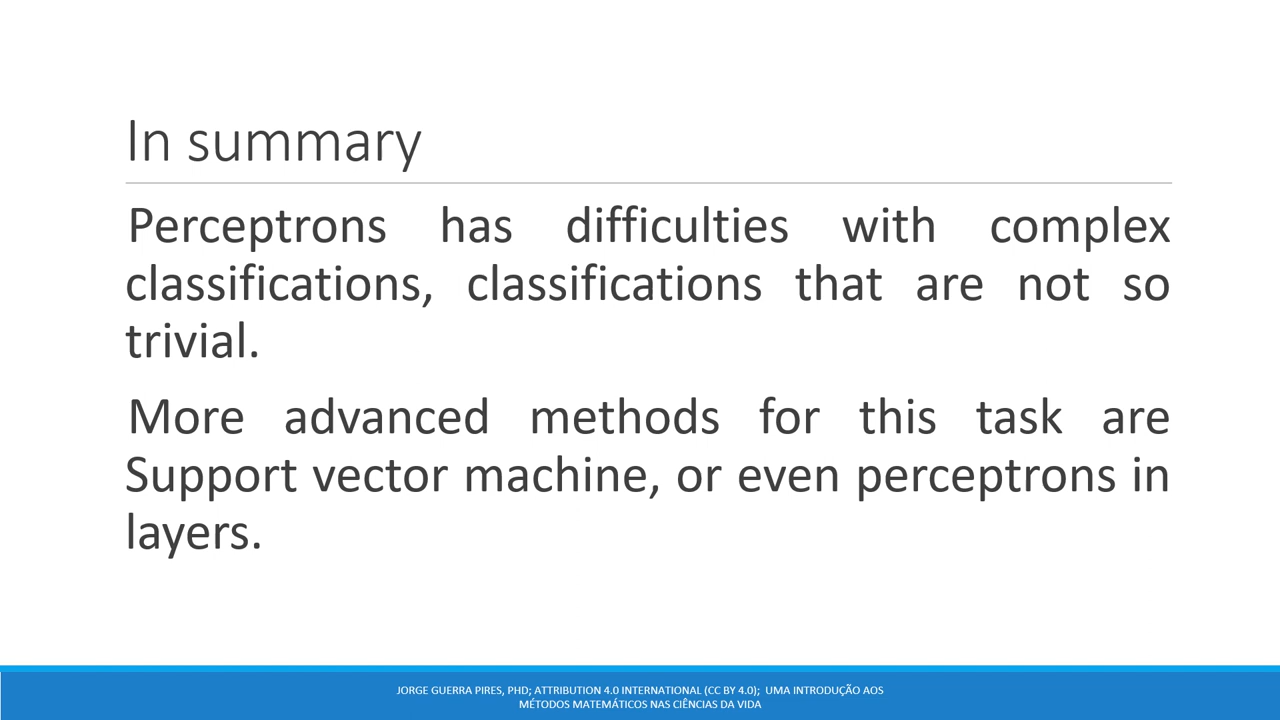 In summary
Perceptrons has difficulties with complex
classifications, classifications that are not so
trivial.
More advanced methods for this task are
Support vector machine, or even perceptrons in
layers.
JORGE GUERRA PIRES, PHD; ATTRIBUTION 4.0 INTERNATIONAL (CC BY 4.0); UMA INTRODUÇÃO AOS
MÉTODOS MATEMÁTICOS NAS CIÊNCIAS DA VIDA